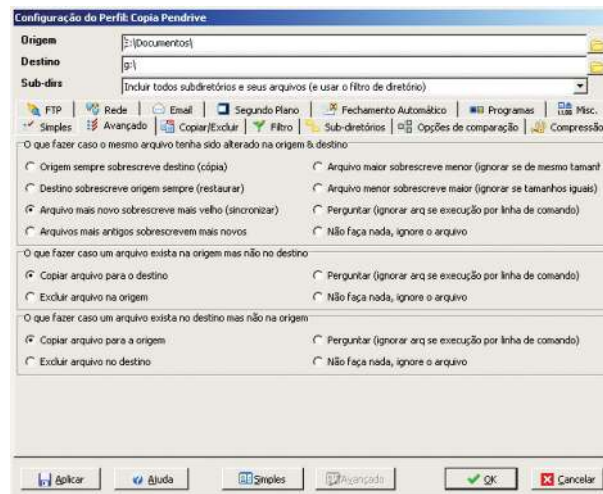 Configuração do Perfil: Copia Pendrive
Origem E:\Documentos\
Destino g:\
Sub-dirs Incluir todos subdiretórios e seus arquivos (e usar o filtro de diretório)
FTP Rede Email Segundo Plano Fechamento Automático Programas Misc.
Simples Avançado Copiar/Excluir Filtro Sub-diretórios Opções de comparação Compressão
O que fazer caso o mesmo arquivo tenha sido alterado na origem & destino
Origem sempre sobrescreve destino (cópia) Arquivo maior sobrescreve menor (ignorar se de mesmo tamanh
Destino sobrescreve origem sempre (restaurar) Arquivo menor sobrescreve maior (ignorar se tamanhos iguais)
Arquivo mais novo sobrescreve mais velho (sincronizar) Perguntar (ignorar arq se execução por linha de comando)
Arquivos mais antigos sobrescrevem mais novos Não faça nada, ignore o arquivo
O que fazer caso um arquivo exista na origem mas não no destino
Copiar arquivo para o destino Perguntar (ignorar arq se execução por linha de comando)
Excluir arquivo na origem Não faça nada, ignore o arquivo
O que fazer caso um arquivo exista no destino mas não na origem
Copiar arquivo para a origem Perguntar (ignorar arq se execução por linha de comando)
Excluir arquivo no destino Não faça nada, ignore o arquivo
Aplicar Ajuda Simples Avançado OK Cancelar